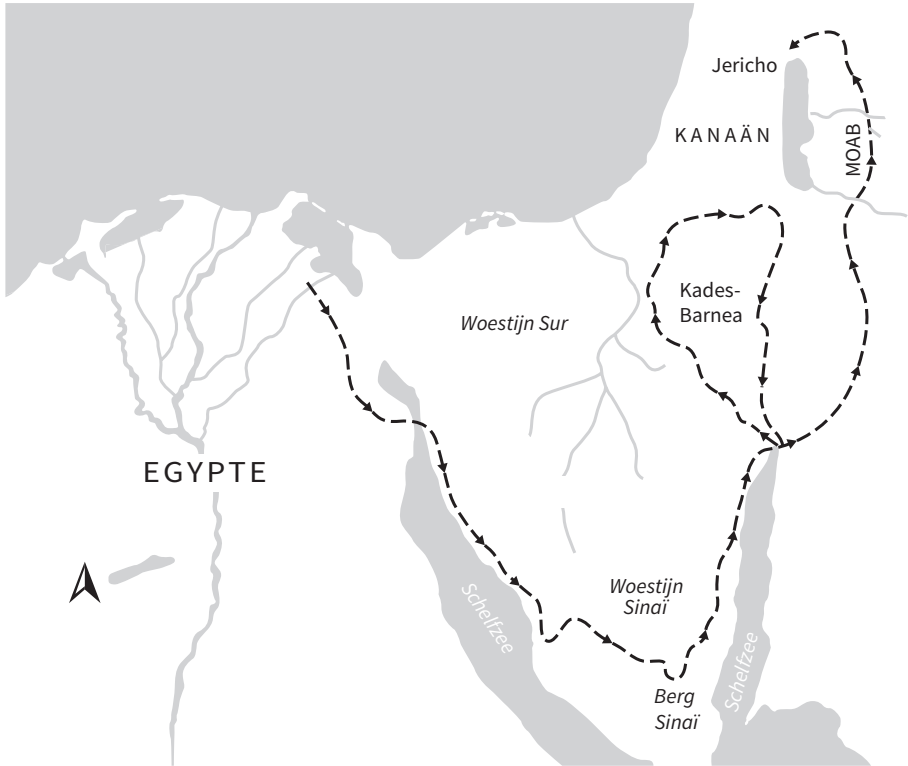 Jericho
KANAÄN
MOAB
Kades-
Barnea
Woestijn Sur
EGYPTE
Woestijn
Sinaï
Schelfzee
Schelfzee
Berg
Sinaï